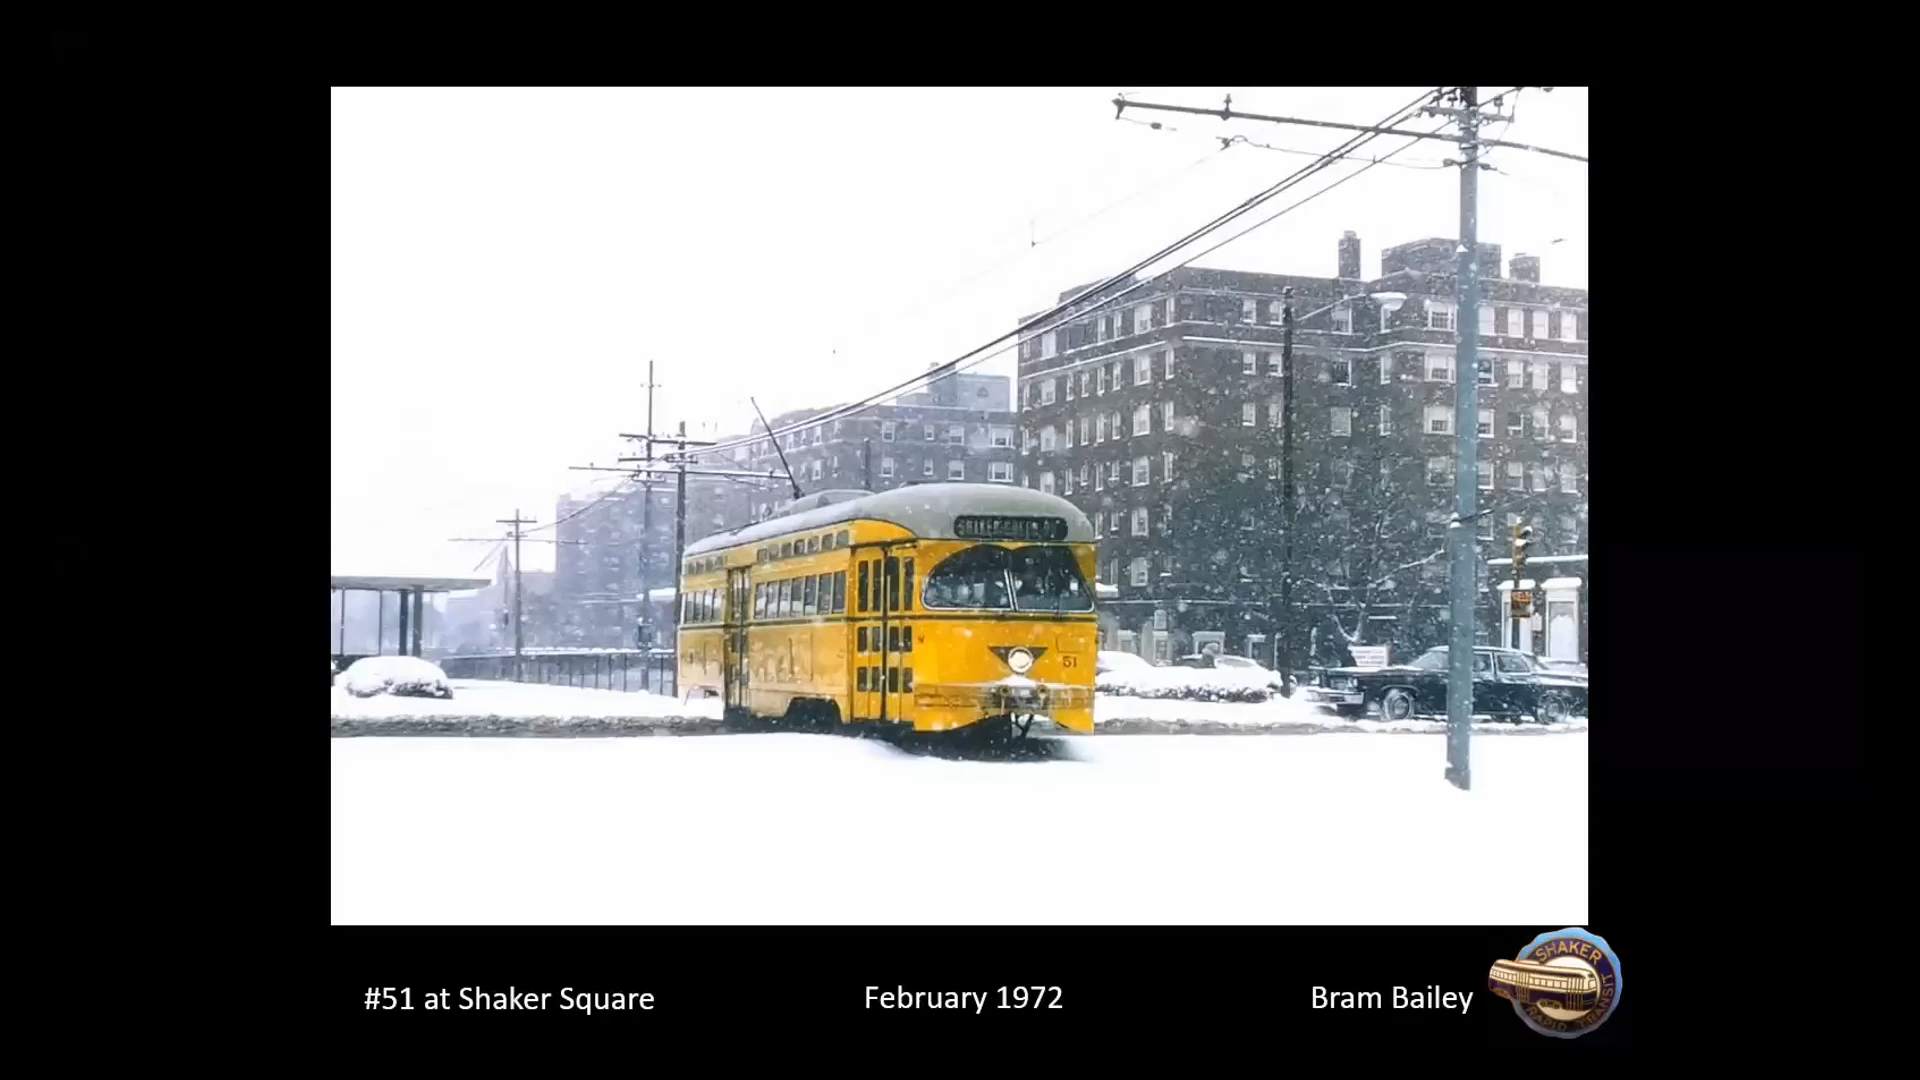 51
#51 at Shaker Square
February 1972
Bram Bailey
SHAKER
RAPID TRANSIT